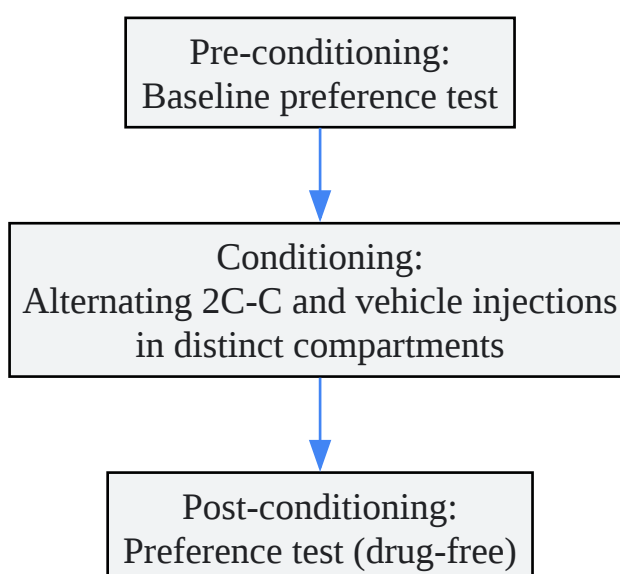 Pre-conditioning:
Baseline preference test
Conditioning:
Alternating 2C-C and vehicle injections
in distinct compartments
Post-conditioning:
Preference test (drug-free)